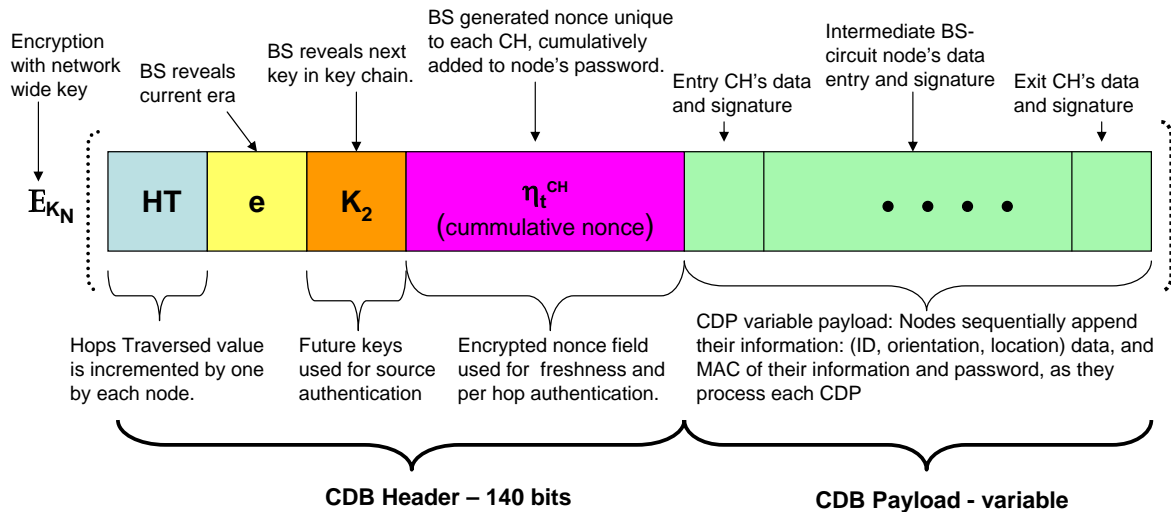 Encryption
with network
wide key
BS reveals
current era
BS reveals next
key in key chain.
BS generated nonce unique
to each CH, cumulatively
added to node's password.
Entry CH's data
and signature
Intermediate BS-
circuit node's data
entry and signature
Exit CH's data
and signature
E_{K_N}
HT
e
K₂
η_t^{CH}
(cummulative nonce)
• • • •
Hops Traversed value
is incremented by one
by each node.
Future keys
used for source
authentication
Encrypted nonce field
used for freshness and
per hop authentication.
CDP variable payload: Nodes sequentially append
their information: (ID, orientation, location) data, and
MAC of their information and password, as they
process each CDP
CDB Header – 140 bits
CDB Payload - variable